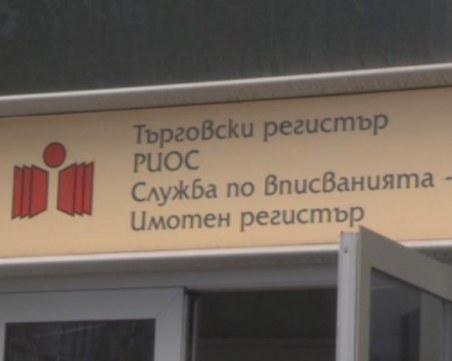 Търговски регистър
РИОС
Служба по вписванията -
Имотен регистър